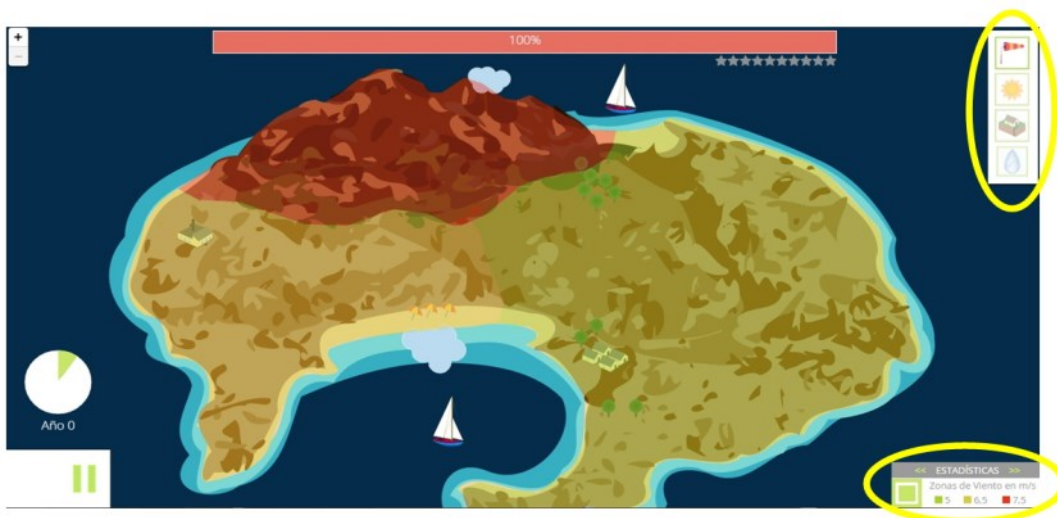 +
100%
−
Año 0
<< ESTADÍSTICAS >>
Zonas de Viento en m/s
5 6,5 7,5